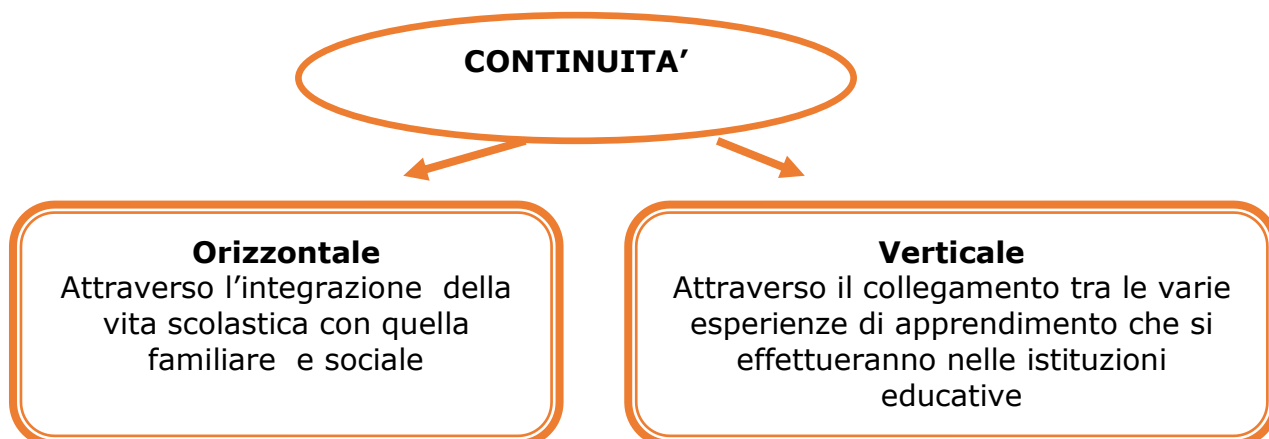 CONTINUITA’
Orizzontale
Attraverso l’integrazione  della
vita scolastica con quella
familiare  e sociale
Verticale
Attraverso il collegamento tra le varie
esperienze di apprendimento che si
effettueranno nelle istituzioni
educative